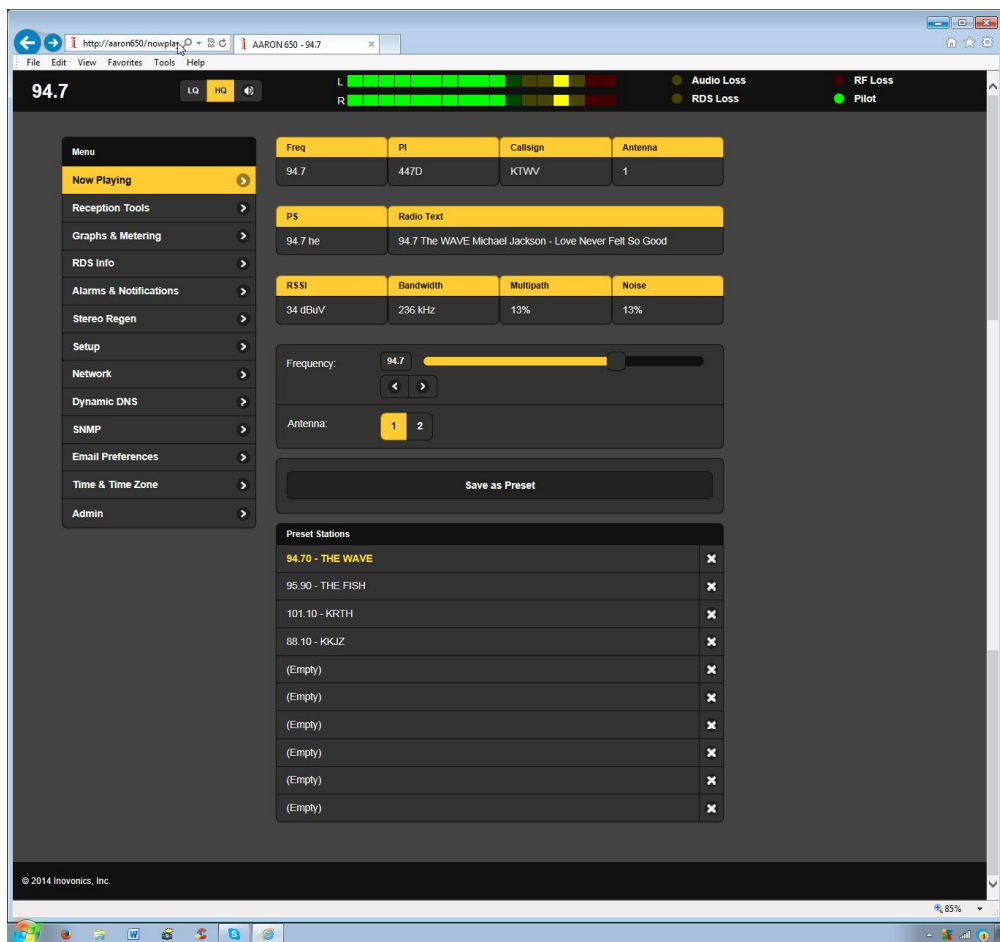 http://aaron650/nowpla
AARON 650 - 94.7
File Edit View Favorites Tools Help
94.7
LQ HQ
L
R
Audio Loss
RF Loss
RDS Loss
Pilot
Menu
Now Playing
Reception Tools
Graphs & Metering
RDS Info
Alarms & Notifications
Stereo Regen
Setup
Network
Dynamic DNS
SNMP
Email Preferences
Time & Time Zone
Admin
Freq PI Callsign Antenna
94.7 447D KTWV 1
PS Radio Text
94.7 he 94.7 The WAVE Michael Jackson - Love Never Felt So Good
RSSI Bandwidth Multipath Noise
34 dBuV 236 kHz 13% 13%
Frequency: 94.7
Antenna: 1 2
Save as Preset
Preset Stations
94.70 - THE WAVE
95.90 - THE FISH
101.10 - KRTH
88.10 - KKJZ
(Empty)
(Empty)
(Empty)
(Empty)
(Empty)
(Empty)
© 2014 Inovonics, Inc.
85%